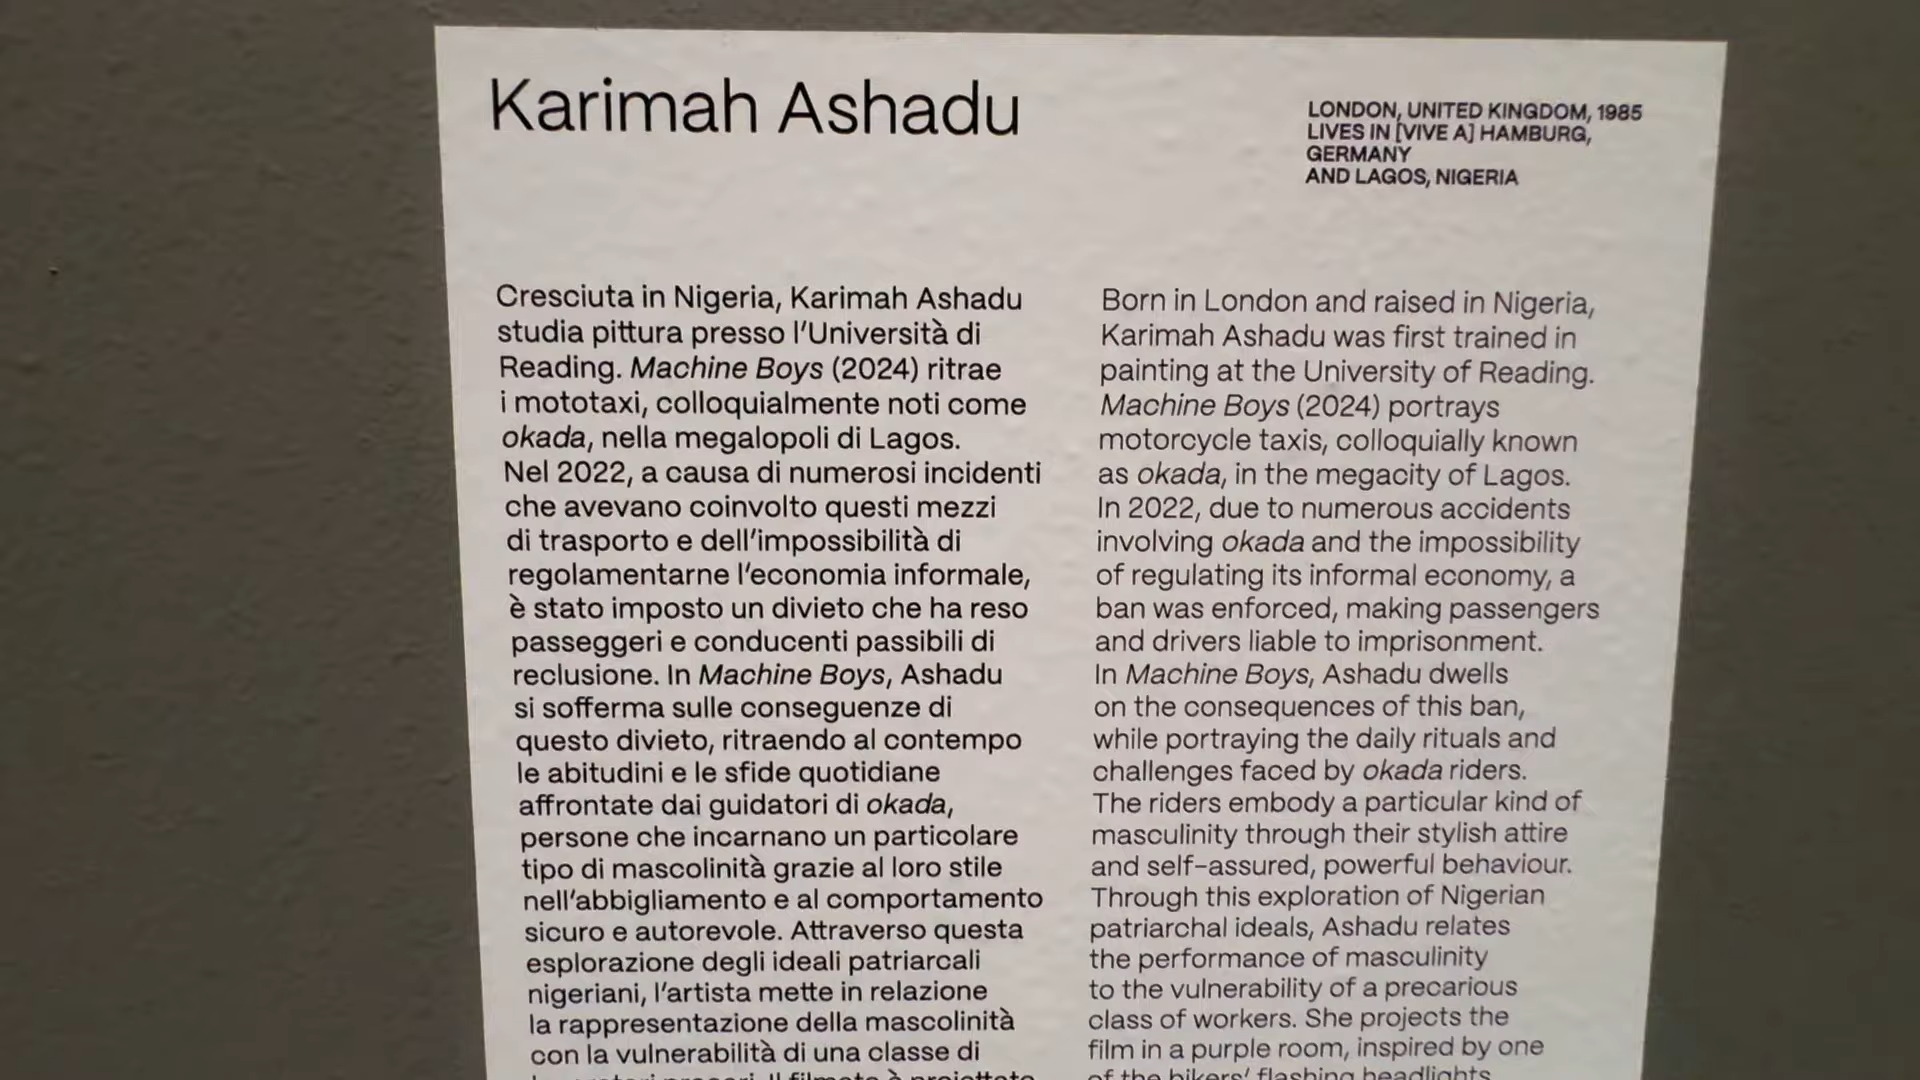 Karimah Ashadu
LONDON, UNITED KINGDOM, 1985
LIVES IN [VIVE A] HAMBURG,
GERMANY
AND LAGOS, NIGERIA
Cresciuta in Nigeria, Karimah Ashadu
studia pittura presso l'Università di
Reading. Machine Boys (2024) ritrae
i mototaxi, colloquialmente noti come
okada, nella megalopoli di Lagos.
Nel 2022, a causa di numerosi incidenti
che avevano coinvolto questi mezzi
di trasporto e dell'impossibilità di
regolamentarne l'economia informale,
è stato imposto un divieto che ha reso
passeggeri e conducenti passibili di
reclusione. In Machine Boys, Ashadu
si sofferma sulle conseguenze di
questo divieto, ritraendo al contempo
le abitudini e le sfide quotidiane
affrontate dai guidatori di okada,
persone che incarnano un particolare
tipo di mascolinità grazie al loro stile
nell'abbigliamento e al comportamento
sicuro e autorevole. Attraverso questa
esplorazione degli ideali patriarcali
nigeriani, l'artista mette in relazione
la rappresentazione della mascolinità
con la vulnerabilità di una classe di
Born in London and raised in Nigeria,
Karimah Ashadu was first trained in
painting at the University of Reading.
Machine Boys (2024) portrays
motorcycle taxis, colloquially known
as okada, in the megacity of Lagos.
In 2022, due to numerous accidents
involving okada and the impossibility
of regulating its informal economy, a
ban was enforced, making passengers
and drivers liable to imprisonment.
In Machine Boys, Ashadu dwells
on the consequences of this ban,
while portraying the daily rituals and
challenges faced by okada riders.
The riders embody a particular kind of
masculinity through their stylish attire
and self-assured, powerful behaviour.
Through this exploration of Nigerian
patriarchal ideals, Ashadu relates
the performance of masculinity
to the vulnerability of a precarious
class of workers. She projects the
film in a purple room, inspired by one
of the bikers' flashing headlights